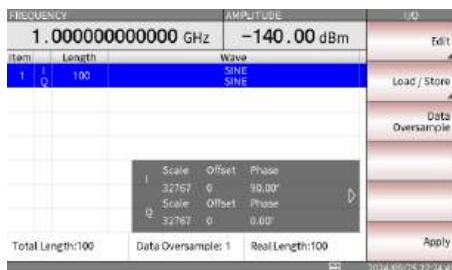 FREQUENCY AMPLITUDE I/Q
1.000000000000 GHz −140.00 dBm
Edit
Item Length Wave
1 I 100 SINE
Q SINE
Load / Store
Data
Oversample
I Scale Offset Phase
32767 0 90.00°
Q Scale Offset Phase
32767 0 0.00°
Total Length:100 Data Oversample: 1 Real Length:100
Apply